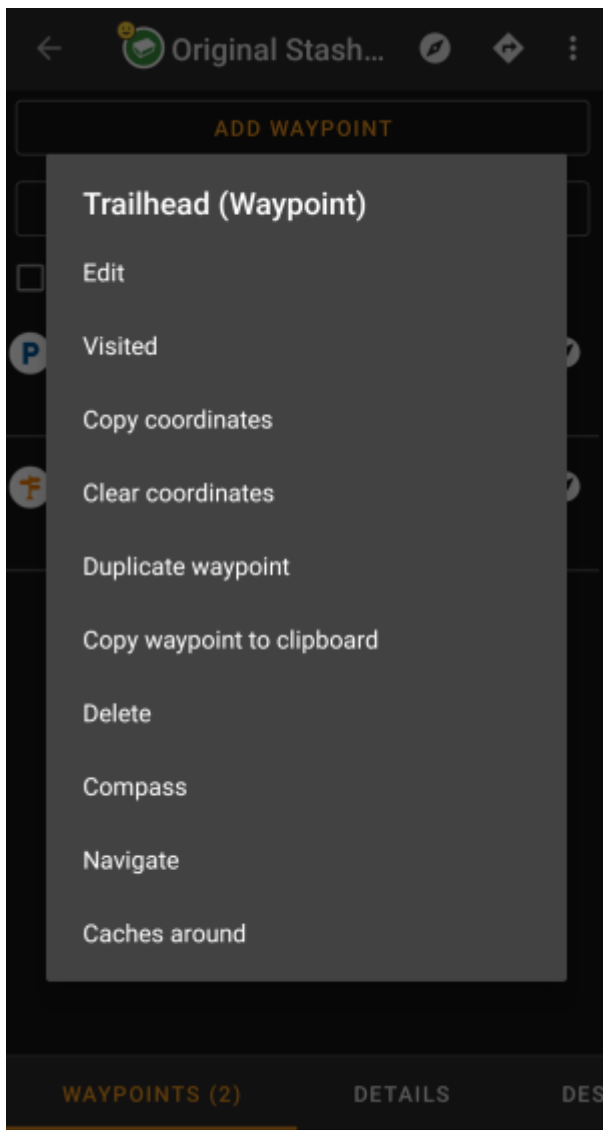 Original Stash...
ADD WAYPOINT
Trailhead (Waypoint)
Edit
Visited
P
Copy coordinates
Clear coordinates
Duplicate waypoint
Copy waypoint to clipboard
Delete
Compass
Navigate
Caches around
WAYPOINTS (2) DETAILS DES